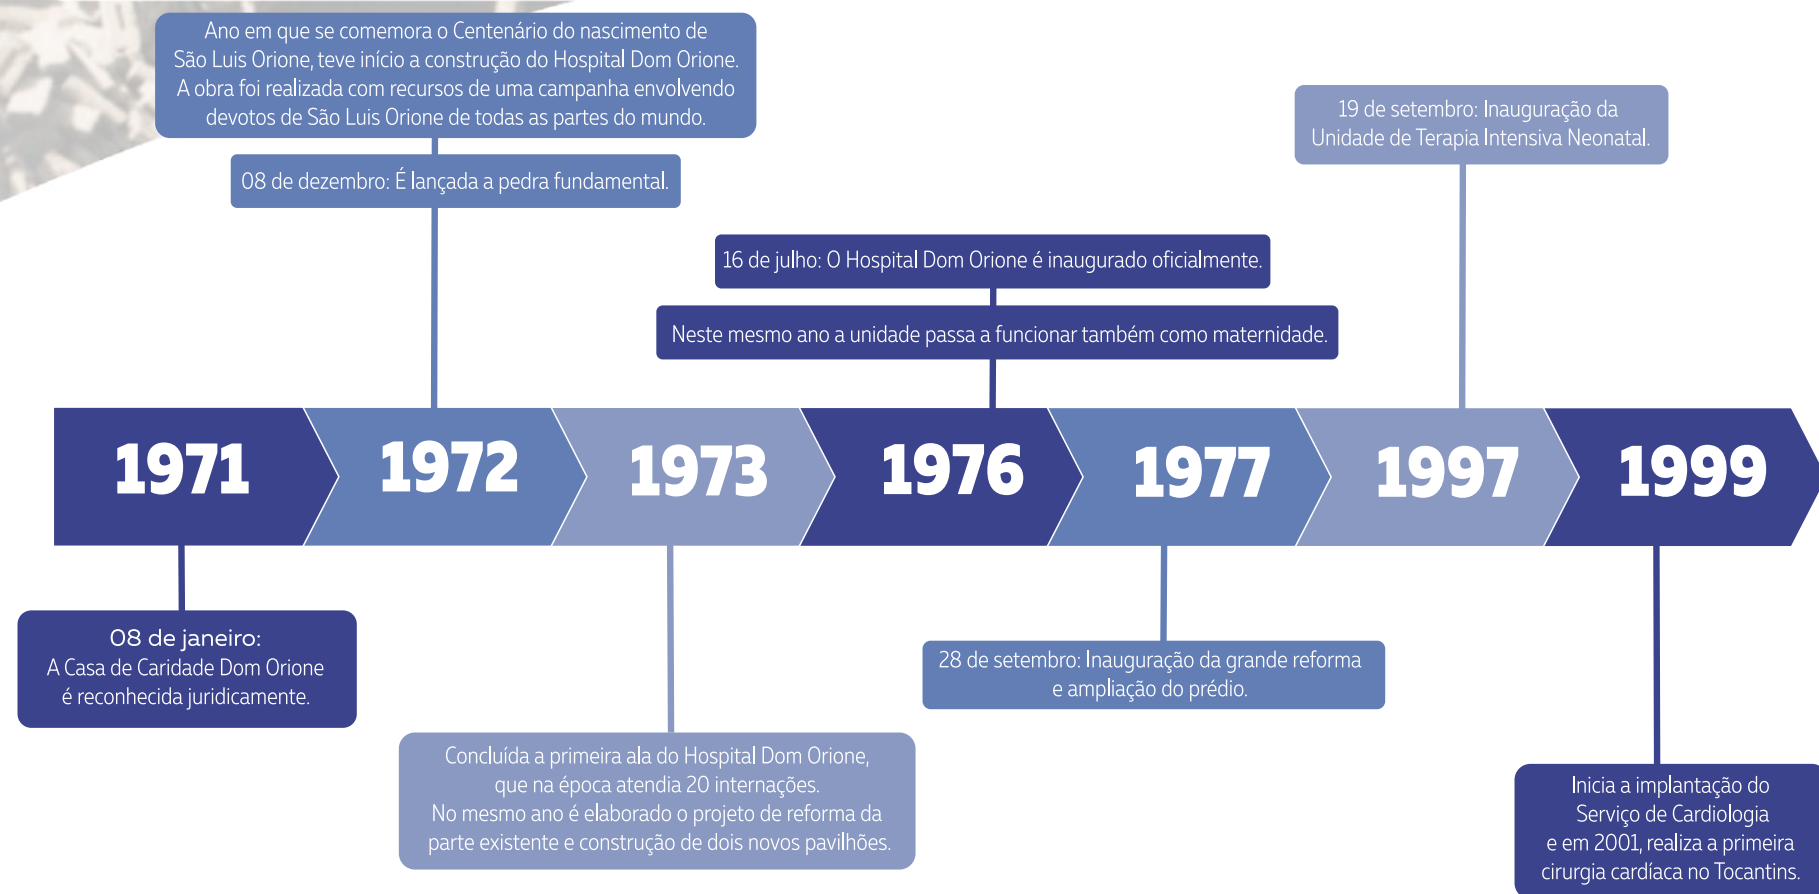 Ano em que se comemora o Centenário do nascimento de
São Luis Orione, teve início a construção do Hospital Dom Orione.
A obra foi realizada com recursos de uma campanha envolvendo
devotos de São Luis Orione de todas as partes do mundo.
08 de dezembro: É lançada a pedra fundamental.
19 de setembro: Inauguração da
Unidade de Terapia Intensiva Neonatal.
16 de julho: O Hospital Dom Orione é inaugurado oficialmente.
Neste mesmo ano a unidade passa a funcionar também como maternidade.
1971
1972
1973
1976
1977
1997
1999
08 de janeiro:
A Casa de Caridade Dom Orione
é reconhecida juridicamente.
28 de setembro: Inauguração da grande reforma
e ampliação do prédio.
Concluída a primeira ala do Hospital Dom Orione,
que na época atendia 20 internações.
No mesmo ano é elaborado o projeto de reforma da
parte existente e construção de dois novos pavilhões.
Inicia a implantação do
Serviço de Cardiologia
e em 2001, realiza a primeira
cirurgia cardíaca no Tocantins.